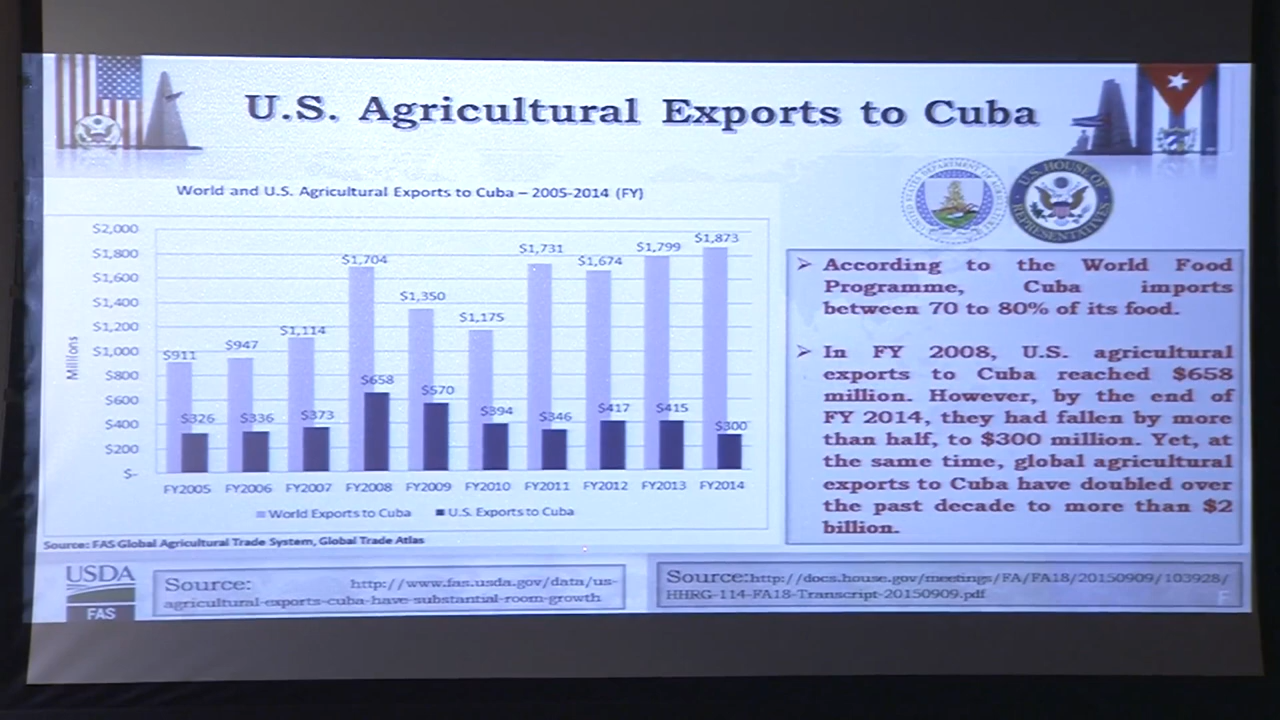 U.S. Agricultural Exports to Cuba
World and U.S. Agricultural Exports to Cuba – 2005-2014 (FY)
Millions
$2,000
$1,800
$1,600
$1,400
$1,200
$1,000
$800
$600
$400
$200
$-
$911
$326
$947
$336
$1,114
$373
$1,704
$658
$1,350
$570
$1,175
$394
$1,731
$346
$1,674
$417
$1,799
$415
$1,873
$300
FY2005 FY2006 FY2007 FY2008 FY2009 FY2010 FY2011 FY2012 FY2013 FY2014
World Exports to Cuba U.S. Exports to Cuba
Source: FAS Global Agricultural Trade System, Global Trade Atlas
U.S. HOUSE OF REPRESENTATIVES
According to the World Food
Programme, Cuba imports
between 70 to 80% of its food.
In FY 2008, U.S. agricultural
exports to Cuba reached $658
million. However, by the end of
FY 2014, they had fallen by more
than half, to $300 million. Yet, at
the same time, global agricultural
exports to Cuba have doubled over
the past decade to more than $2
billion.
USDA
FAS
Source: http://www.fas.usda.gov/data/us-
agricultural-exports-cuba-have-substantial-room-growth
Source:http://docs.house.gov/meetings/FA/FA18/20150909/103928/
HHRG-114-FA18-Transcript-20150909.pdf